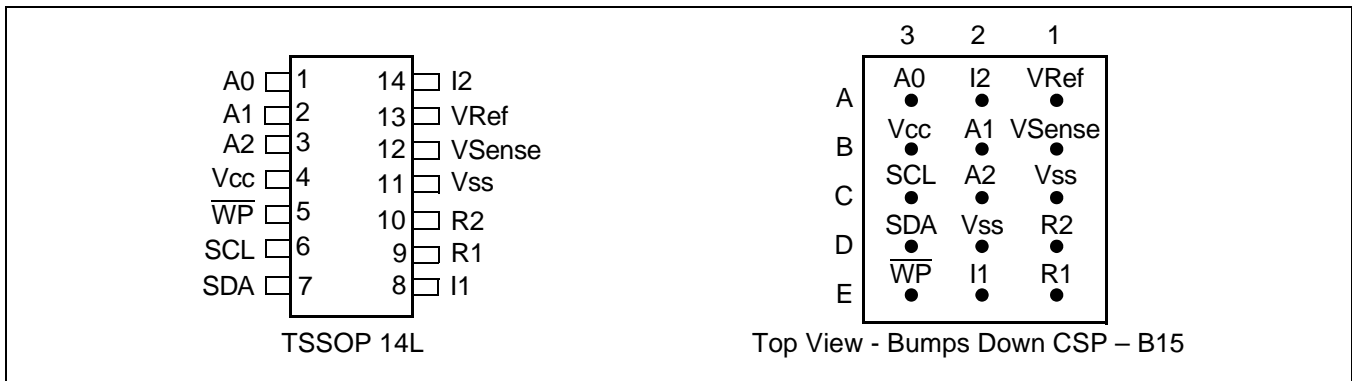 A0 1 14 I2
A1 2 13 VRef
A2 3 12 VSense
Vcc 4 11 Vss
W̅P̅ 5 10 R2
SCL 6 9 R1
SDA 7 8 I1
TSSOP 14L
3 2 1
A A0 I2 VRef
B Vcc A1 VSense
C SCL A2 Vss
D SDA Vss R2
E W̅P̅ I1 R1
Top View - Bumps Down CSP – B15